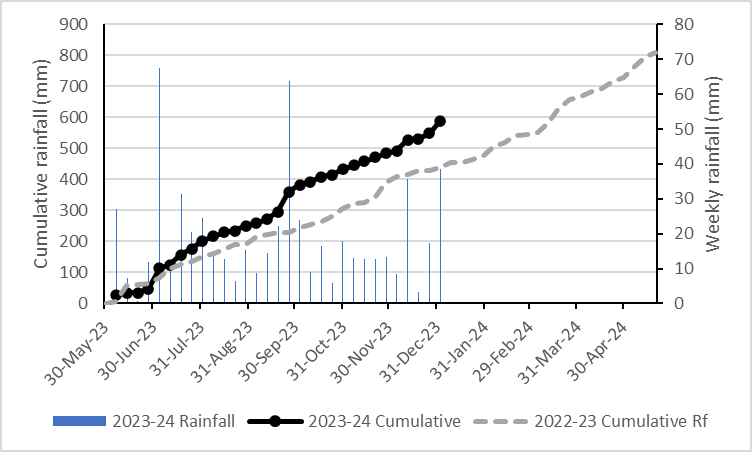 900
800
700
600
500
400
300
200
100
0
Cumulative rainfall (mm)
80
70
60
50
40
30
20
10
0
Weekly rainfall (mm)
30-May-23
30-Jun-23
31-Jul-23
31-Aug-23
30-Sep-23
31-Oct-23
30-Nov-23
31-Dec-23
31-Jan-24
29-Feb-24
31-Mar-24
30-Apr-24
2023-24 Rainfall 2023-24 Cumulative 2022-23 Cumulative Rf